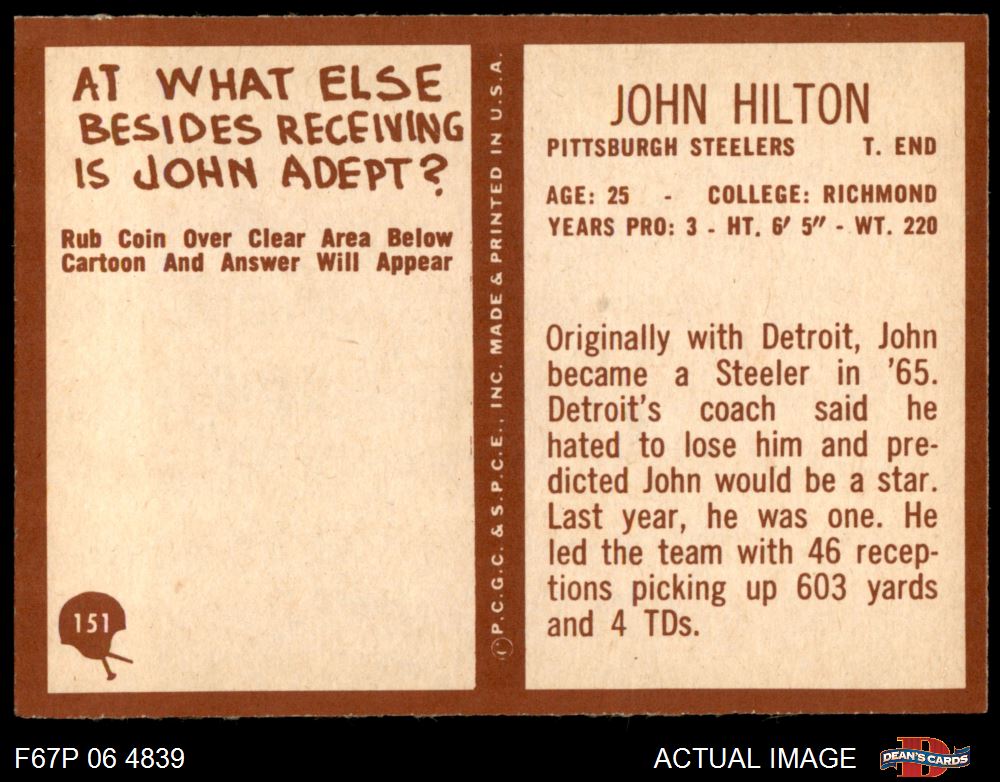 AT WHAT ELSE
BESIDES RECEIVING
IS JOHN ADEPT?
Rub Coin Over Clear Area Below
Cartoon And Answer Will Appear
151
© P.C.G.C. & S.P.C.E., INC. MADE & PRINTED IN U.S.A.
JOHN HILTON
PITTSBURGH STEELERS T. END
AGE: 25 - COLLEGE: RICHMOND
YEARS PRO: 3 - HT. 6' 5" - WT. 220
Originally with Detroit, John
became a Steeler in '65.
Detroit's coach said he
hated to lose him and pre-
dicted John would be a star.
Last year, he was one. He
led the team with 46 recep-
tions picking up 603 yards
and 4 TDs.
F67P 06 4839
ACTUAL IMAGE
D
DEAN'S CARDS